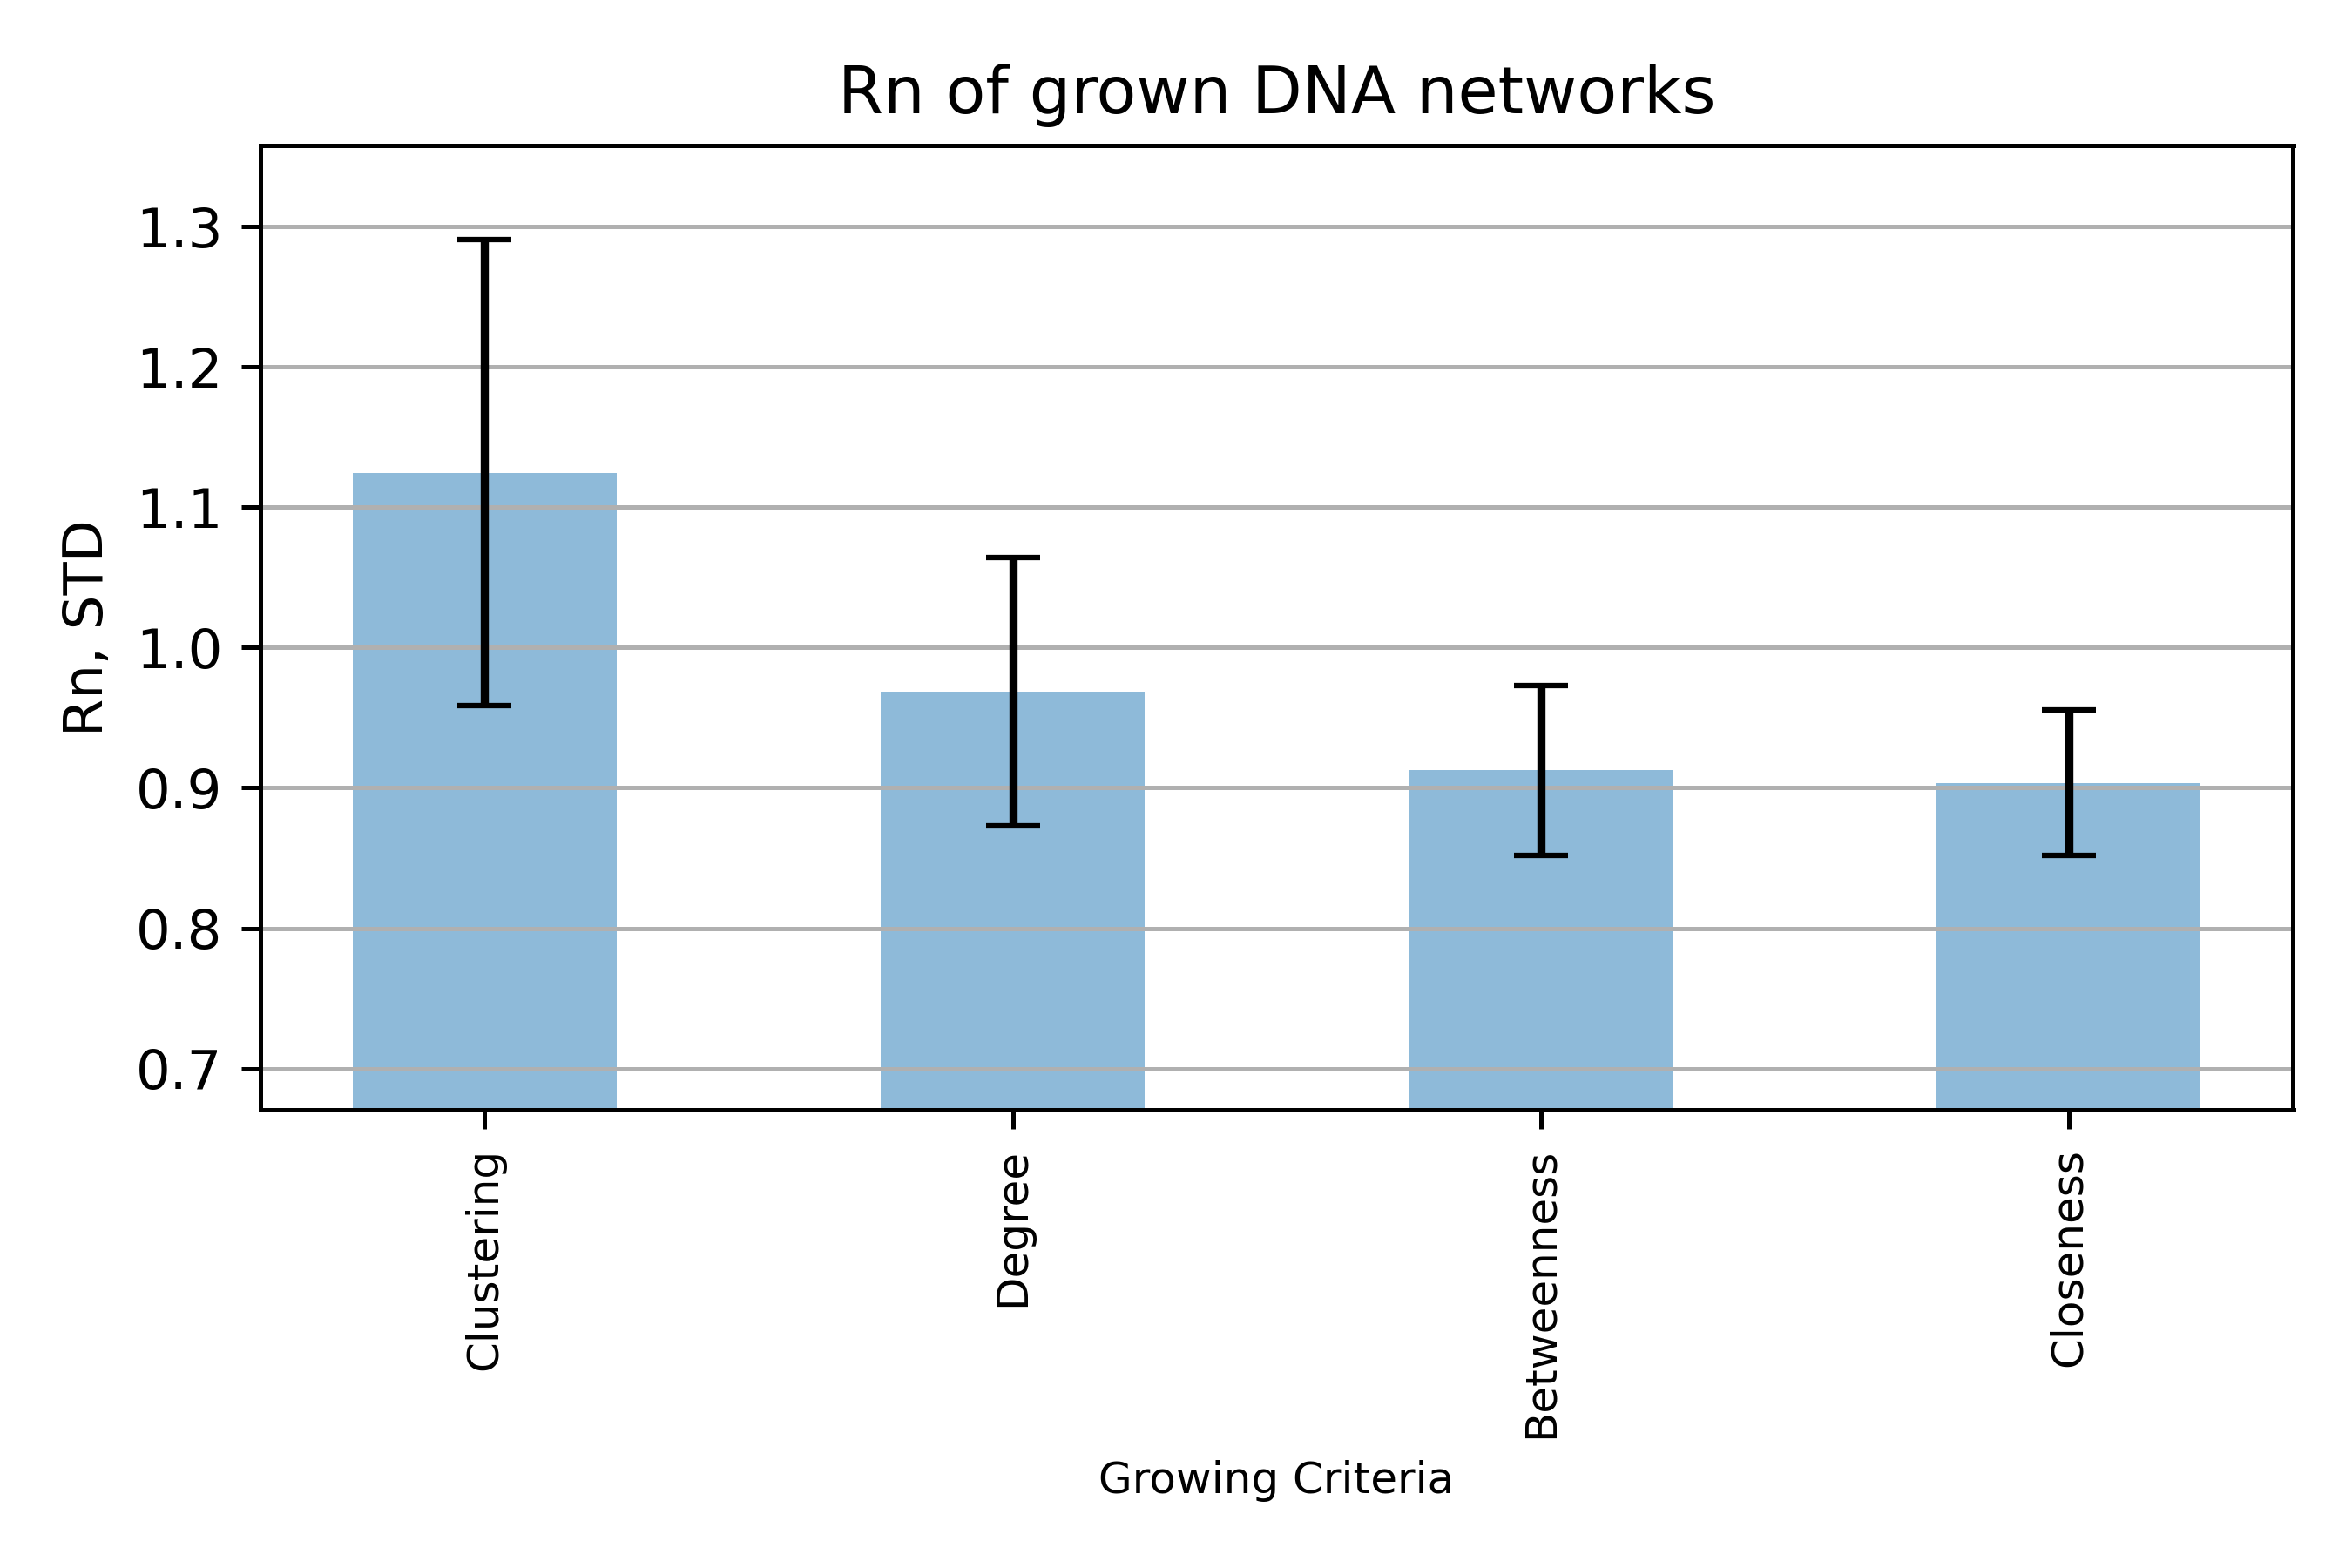 Rn of grown DNA networks
Rn, STD
1.3
1.2
1.1
1.0
0.9
0.8
0.7
Clustering
Degree
Betweenness
Closeness
Growing Criteria